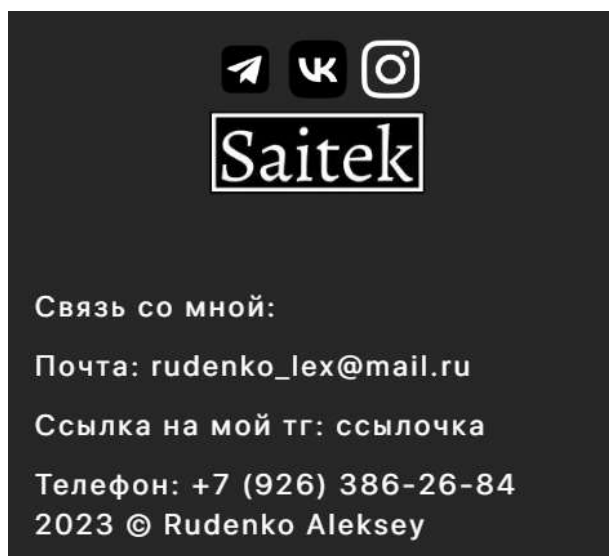 Saitek
Связь со мной:
Почта: rudenko_lex@mail.ru
Ссылка на мой тг: ссылочка
Телефон: +7 (926) 386-26-84
2023 © Rudenko Aleksey